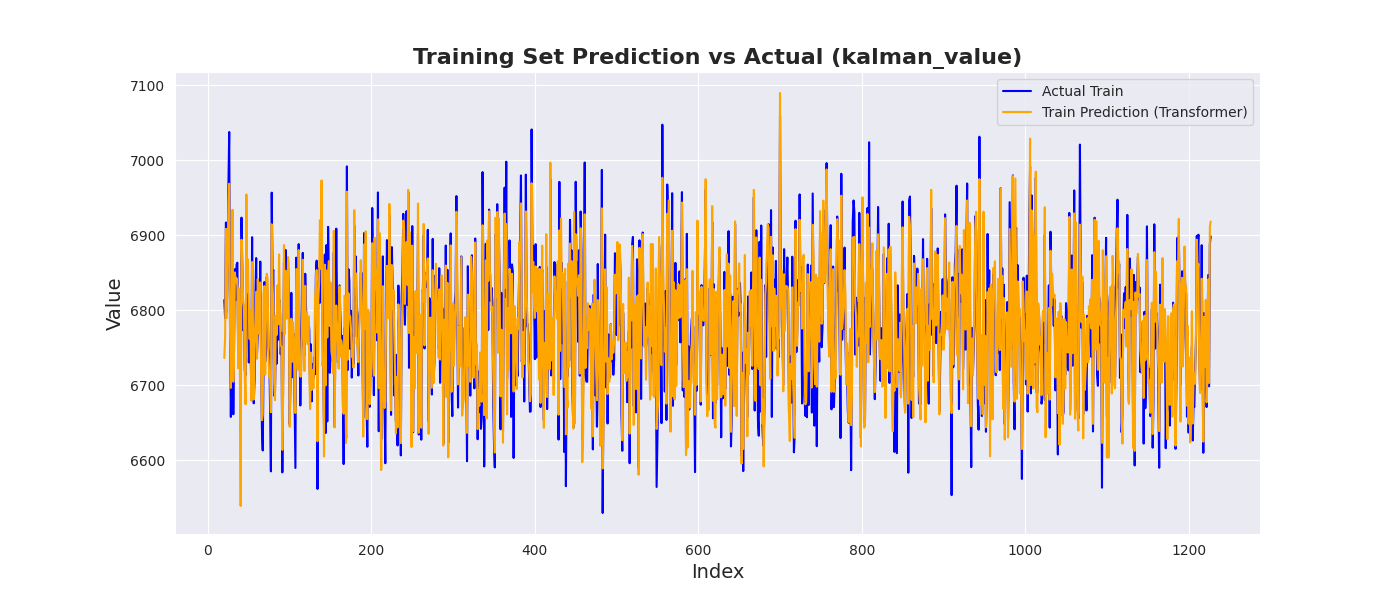 Training Set Prediction vs Actual (kalman_value)
Actual Train
Train Prediction (Transformer)
Value
7100
7000
6900
6800
6700
6600
0 200 400 600 800 1000 1200
Index